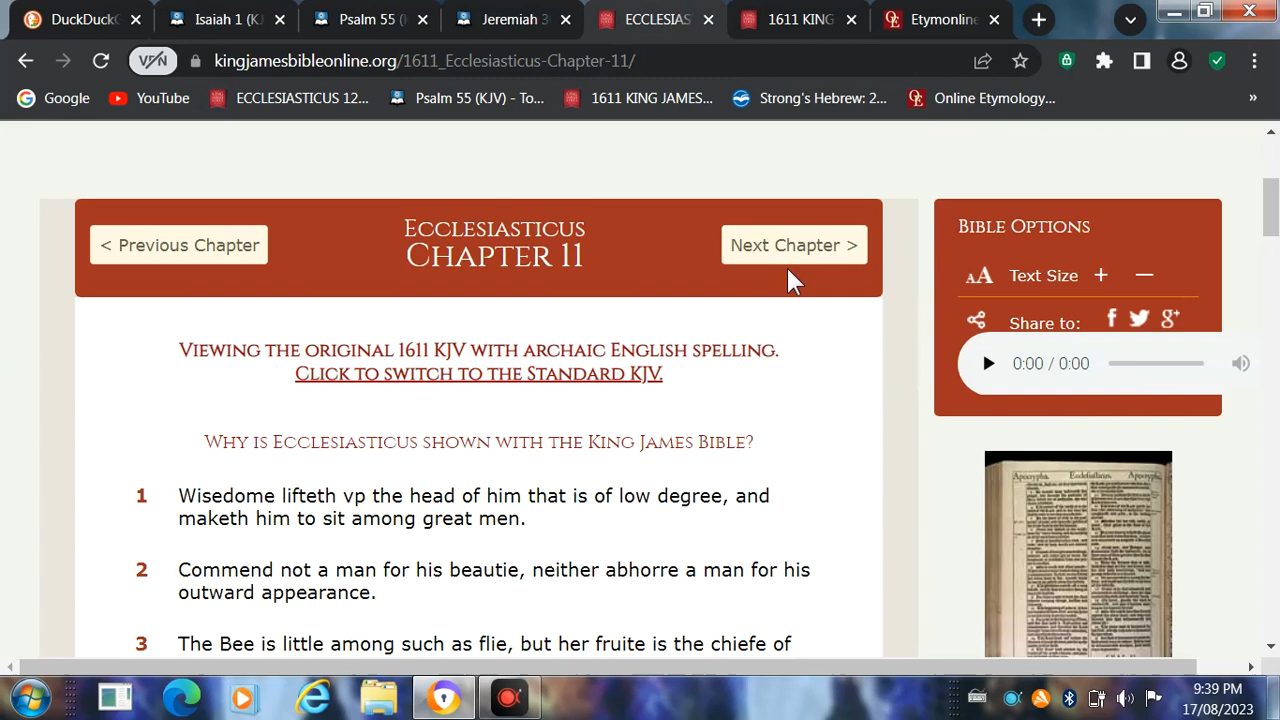 DuckDuckG
Isaiah 1 (KJ
Psalm 55 (I
Jeremiah 3
ECCLESIAS
1611 KING
Etymonline
VPN
kingjamesbibleonline.org/1611_Ecclesiasticus-Chapter-11/
Google
YouTube
ECCLESIASTICUS 12...
Psalm 55 (KJV) - To...
1611 KING JAMES...
Strong's Hebrew: 2...
Online Etymology...
»
< Previous Chapter
Ecclesiasticus
Chapter 11
Next Chapter >
Bible Options
AA Text Size + −
Share to:
0:00 / 0:00
Viewing the original 1611 KJV with archaic English spelling.
Click to switch to the Standard KJV.
Why is Ecclesiasticus shown with the King James Bible?
1 Wisedome lifteth vp the head of him that is of low degree, and
maketh him to sit among great men.
2 Commend not a man for his beautie, neither abhorre a man for his
outward appearance.
3 The Bee is little among such as flie, but her fruite is the chiefe of
Apocrypha. Ecclesiasticus. Apocrypha.
9:39 PM
17/08/2023